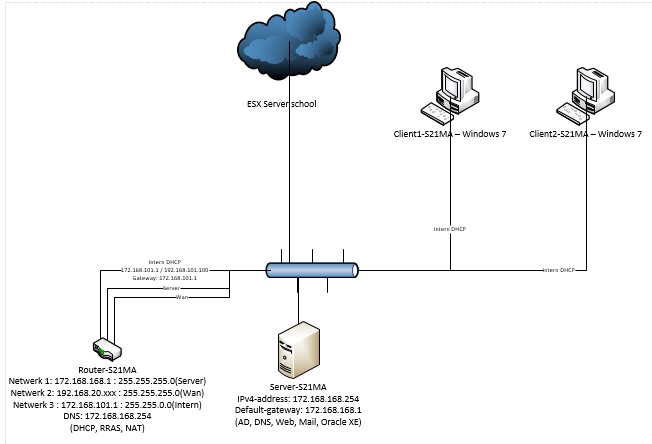 ESX Server school
Client1-S21MA – Windows 7
Client2-S21MA – Windows 7
Intern DHCP
Intern DHCP
172.168.101.1 / 192.168.101.100
Gateway: 172.168.101.1
Server
Wan
Intern DHCP
Router-S21MA
Netwerk 1: 172.168.168.1 : 255.255.255.0(Server)
Netwerk 2: 192.168.20.xxx : 255.255.255.0(Wan)
Netwerk 3 : 172.168.101.1 : 255.255.0.0(Intern)
DNS: 172.168.168.254
(DHCP, RRAS, NAT)
Server-S21MA
IPv4-address: 172.168.168.254
Default-gateway: 172.168.168.1
(AD, DNS, Web, Mail, Oracle XE)